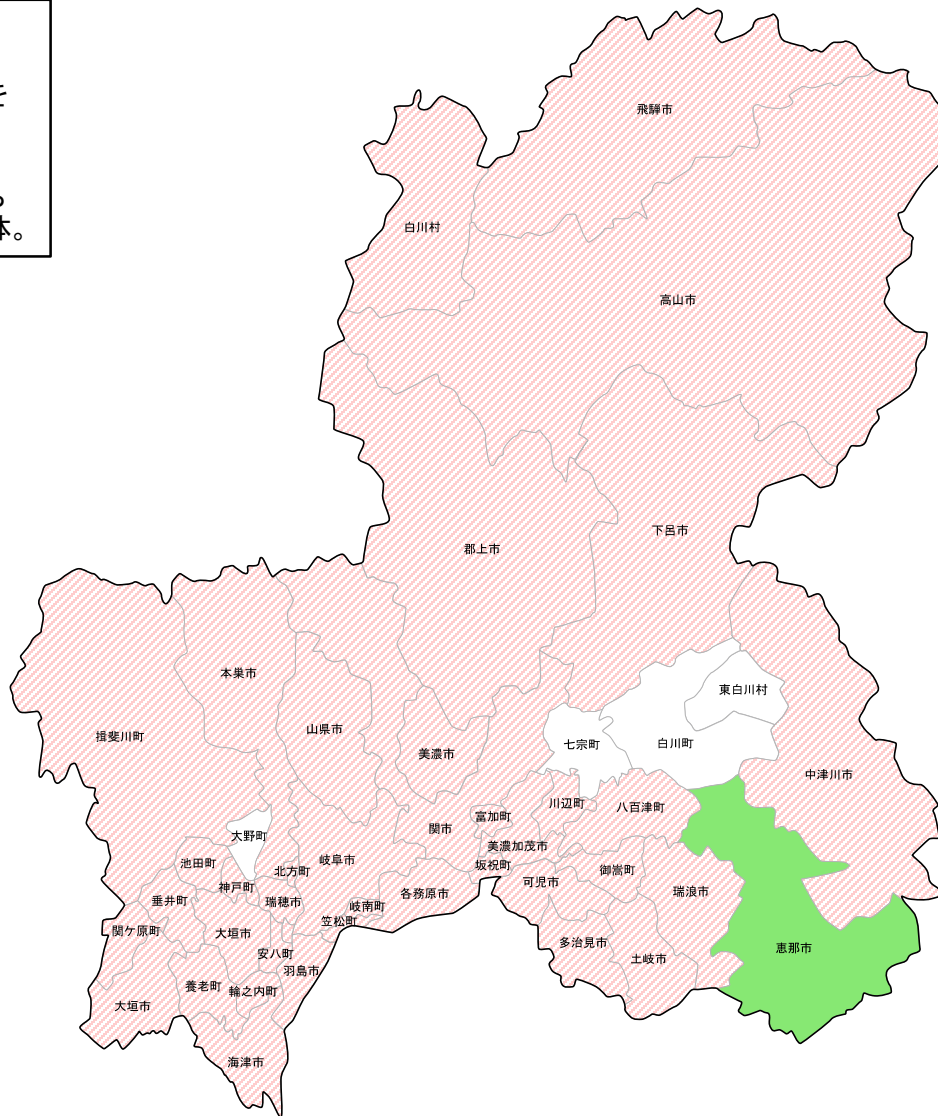 を
。
体。
飛騨市
白川村
高山市
下呂市
郡上市
本巣市
東白川村
山県市
揖斐川町
七宗町
白川町
美濃市
中津川市
川辺町
八百津町
富加町
関市
大野町
美濃加茂市
岐阜市
池田町
坂祝町
北方町
御嵩町
可児市
神戸町
瑞浪市
各務原市
垂井町
瑞穂市
岐南町
笠松町
関ケ原町
大垣市
多治見市
恵那市
安八町
土岐市
羽島市
養老町
輪之内町
大垣市
海津市